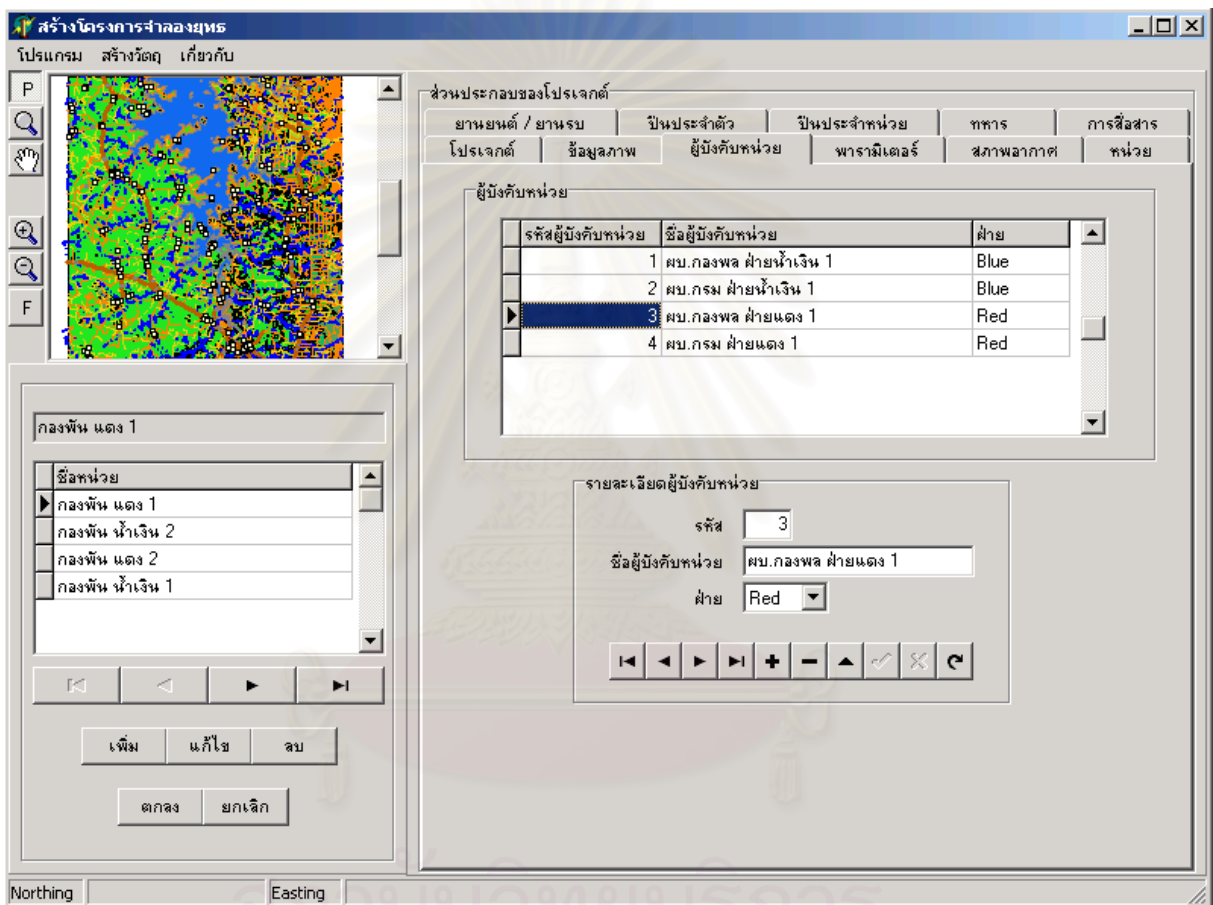 สร้างโครงการจำลองยุทธ
โปรแกรม สร้างวัตถุ เกี่ยวกับ
P
F
ส่วนประกอบของโปรเจกต์
ยานยนต์ / ยานรบ ปืนประจำตัว ปืนประจำหน่วย ทหาร การสื่อสาร
โปรเจกต์ ข้อมูลภาพ ผู้บังคับหน่วย พารามิเตอร์ สภาพอากาศ หน่วย
ผู้บังคับหน่วย
รหัสผู้บังคับหน่วย ชื่อผู้บังคับหน่วย ฝ่าย
1 ผบ.กองพล ฝ่ายน้ำเงิน 1 Blue
2 ผบ.กรม ฝ่ายน้ำเงิน 1 Blue
3 ผบ.กองพล ฝ่ายแดง 1 Red
4 ผบ.กรม ฝ่ายแดง 1 Red
กองพัน แดง 1
ชื่อหน่วย
กองพัน แดง 1
กองพัน น้ำเงิน 2
กองพัน แดง 2
กองพัน น้ำเงิน 1
รายละเอียดผู้บังคับหน่วย
รหัส 3
ชื่อผู้บังคับหน่วย ผบ.กองพล ฝ่ายแดง 1
ฝ่าย Red
เพิ่ม แก้ไข ลบ
ตกลง ยกเลิก
Northing Easting